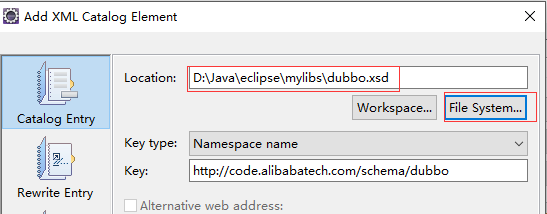 Add XML Catalog Element
Location: D:\Java\eclipse\mylibs\dubbo.xsd
Workspace... File System...
Catalog Entry
Key type: Namespace name
Key: http://code.alibabatech.com/schema/dubbo
Rewrite Entry
Alternative web address: